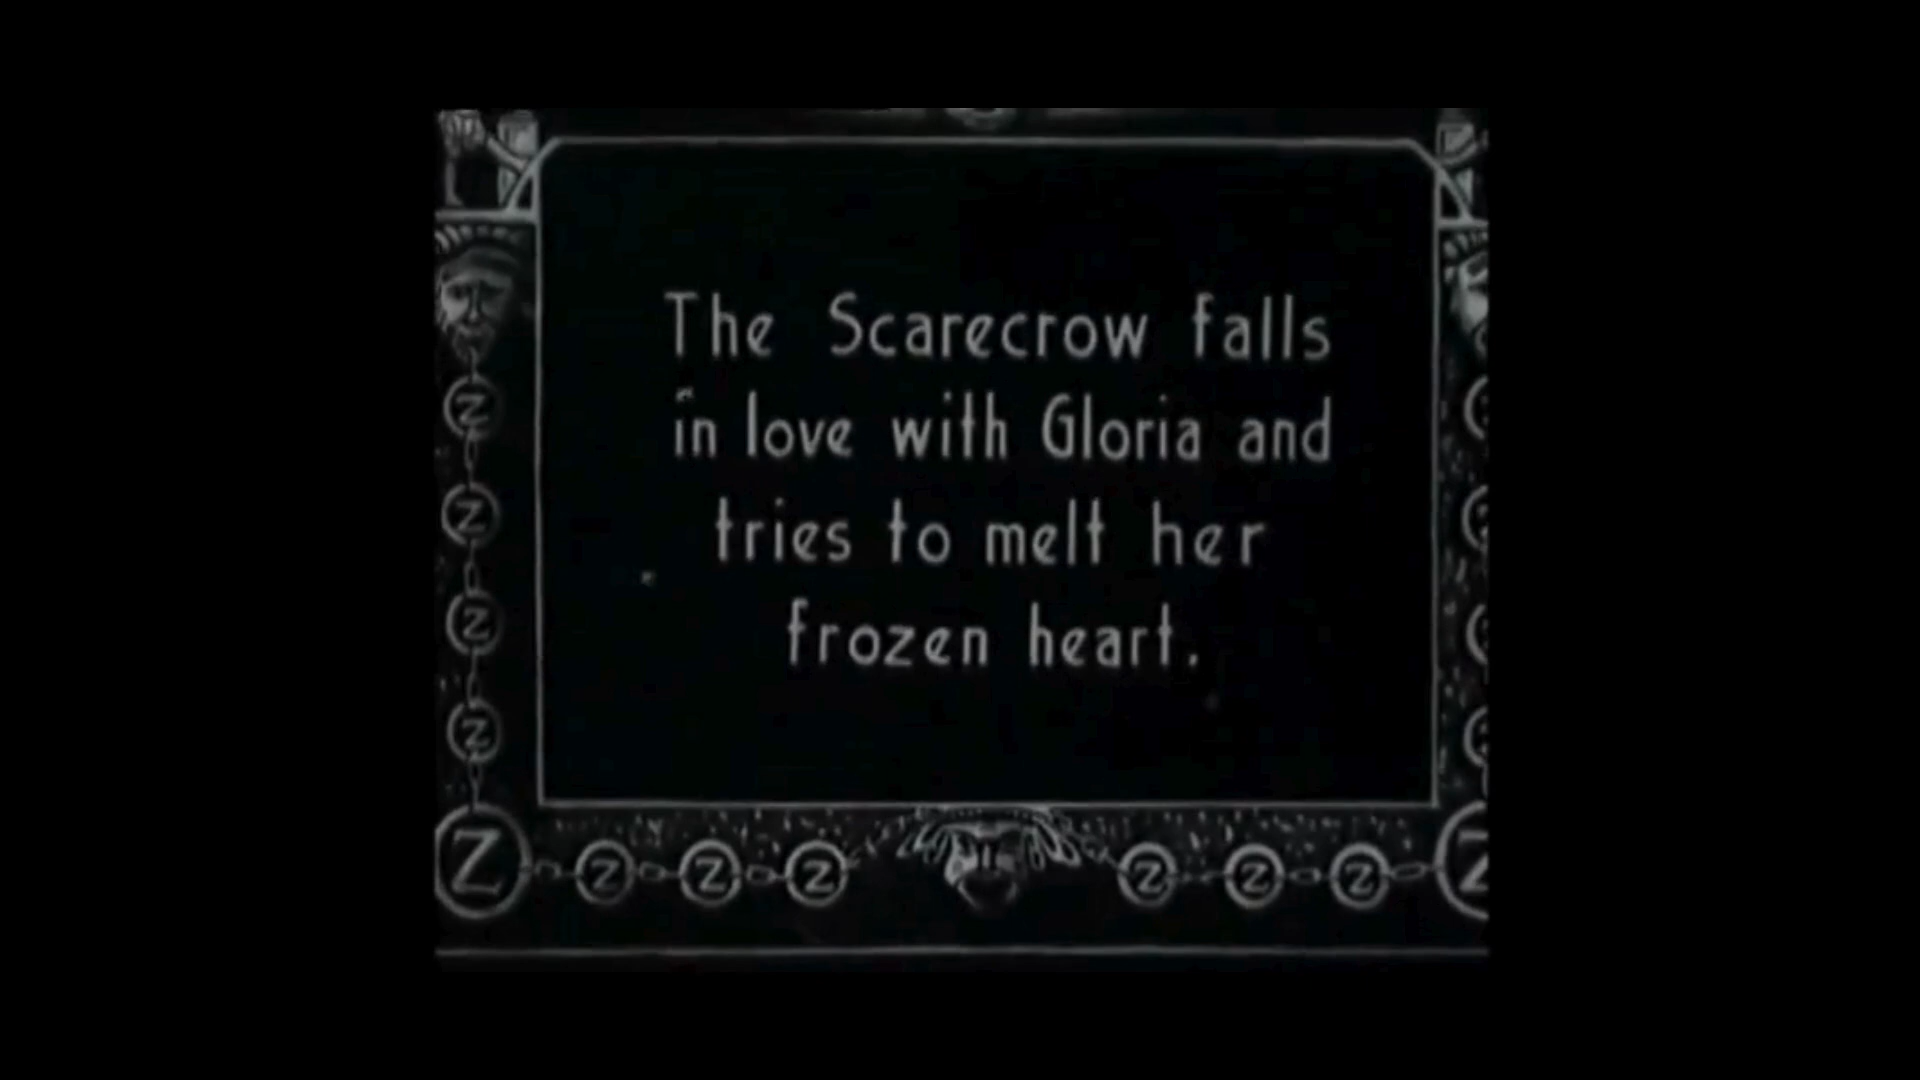 The Scarecrow falls
in love with Gloria and
tries to melt her
frozen heart.
Z
Z
Z
Z
Z Z Z Z Z Z Z Z